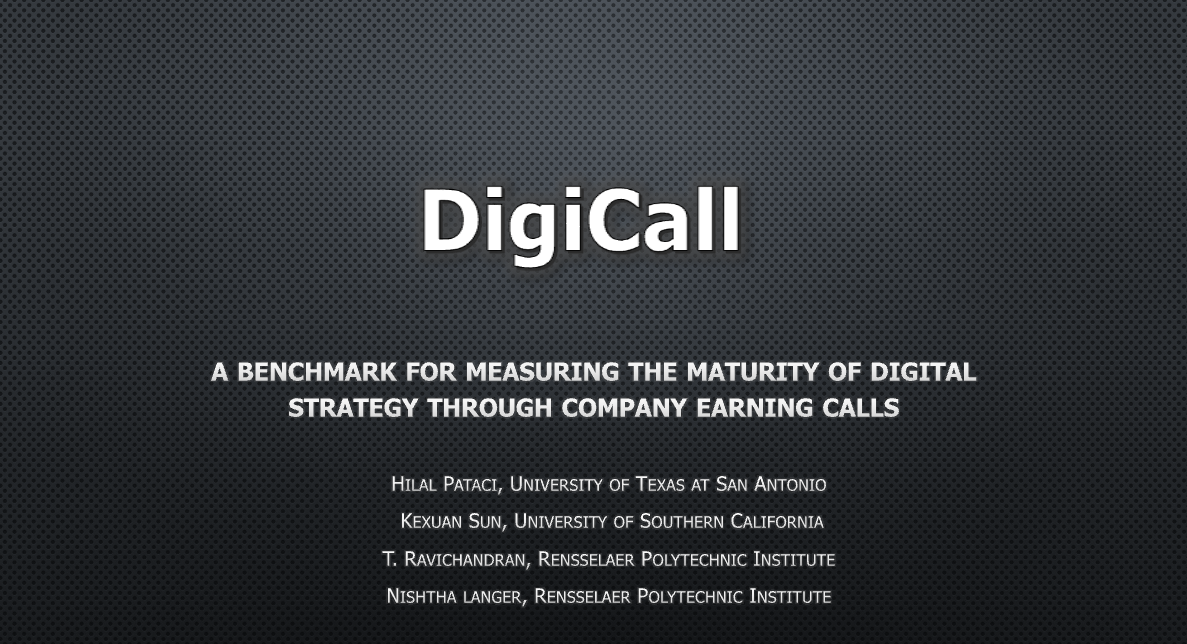 DigiCall
A BENCHMARK FOR MEASURING THE MATURITY OF DIGITAL
STRATEGY THROUGH COMPANY EARNING CALLS
HILAL PATACI, UNIVERSITY OF TEXAS AT SAN ANTONIO
KEXUAN SUN, UNIVERSITY OF SOUTHERN CALIFORNIA
T. RAVICHANDRAN, RENSSELAER POLYTECHNIC INSTITUTE
NISHTHA LANGER, RENSSELAER POLYTECHNIC INSTITUTE